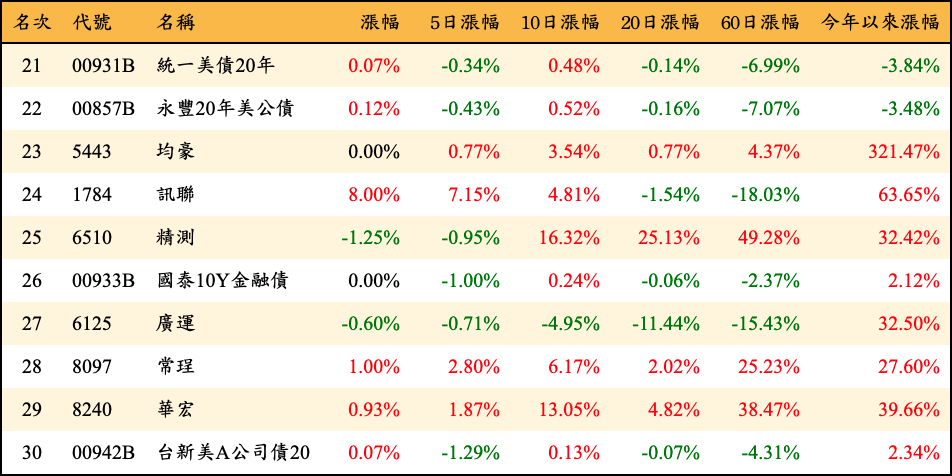 名次 代號 名稱 漲幅 5日漲幅 10日漲幅 20日漲幅 60日漲幅 今年以來漲幅
21 00931B 統一美債20年 0.07% -0.34% 0.48% -0.14% -6.99% -3.84%
22 00857B 永豐20年美公債 0.12% -0.43% 0.52% -0.16% -7.07% -3.48%
23 5443 均豪 0.00% 0.77% 3.54% 0.77% 4.37% 321.47%
24 1784 訊聯 8.00% 7.15% 4.81% -1.54% -18.03% 63.65%
25 6510 精測 -1.25% -0.95% 16.32% 25.13% 49.28% 32.42%
26 00933B 國泰10Y金融債 0.00% -1.00% 0.24% -0.06% -2.37% 2.12%
27 6125 廣運 -0.60% -0.71% -4.95% -11.44% -15.43% 32.50%
28 8097 常珵 1.00% 2.80% 6.17% 2.02% 25.23% 27.60%
29 8240 華宏 0.93% 1.87% 13.05% 4.82% 38.47% 39.66%
30 00942B 台新美A公司債20 0.07% -1.29% 0.13% -0.07% -4.31% 2.34%